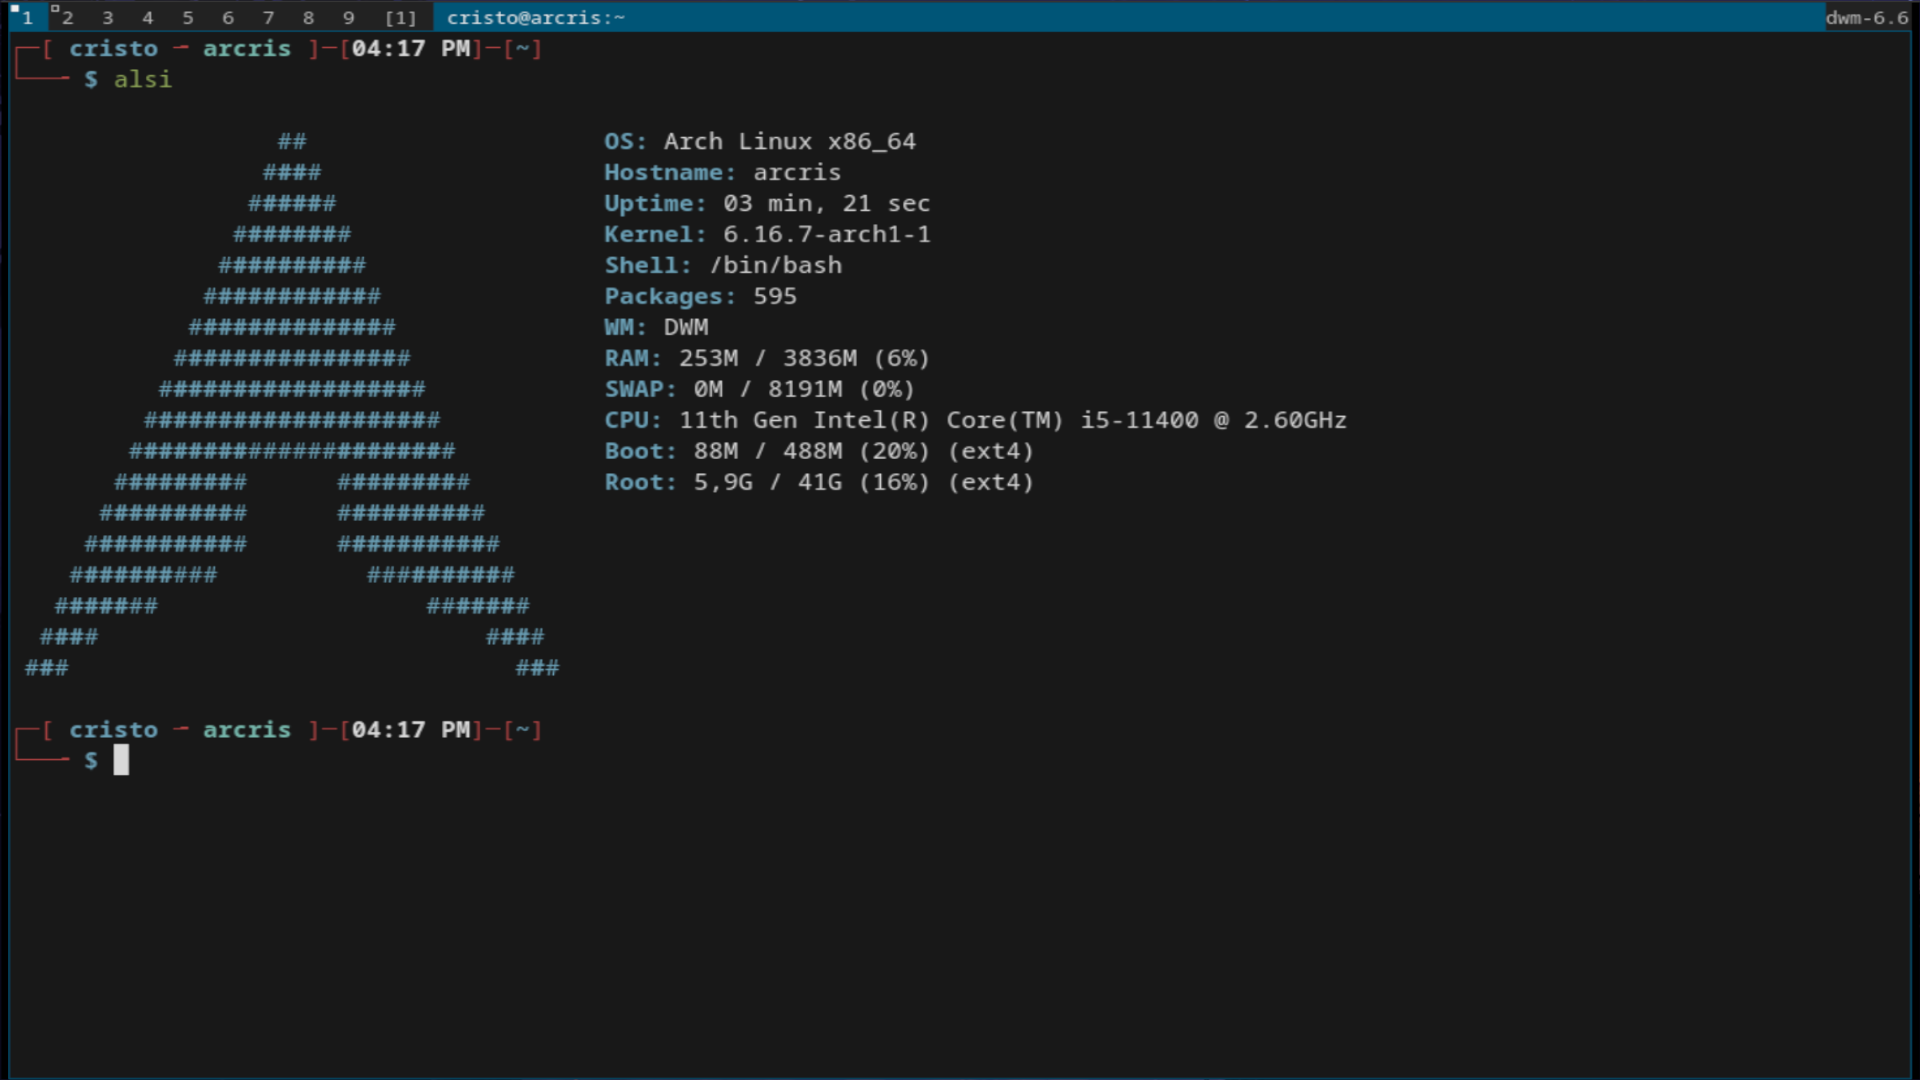 1 2 3 4 5 6 7 8 9 [1] cristo@arcris:~ dwm-6.6
[ cristo - arcris ]-[04:17 PM]-[~]
$ alsi
## OS: Arch Linux x86_64
#### Hostname: arcris
###### Uptime: 03 min, 21 sec
######## Kernel: 6.16.7-arch1-1
########## Shell: /bin/bash
############ Packages: 595
############## WM: DWM
################ RAM: 253M / 3836M (6%)
################## SWAP: 0M / 8191M (0%)
#################### CPU: 11th Gen Intel(R) Core(TM) i5-11400 @ 2.60GHz
###################### Boot: 88M / 488M (20%) (ext4)
######### ######### Root: 5,9G / 41G (16%) (ext4)
########## ##########
########### ###########
########## ##########
####### #######
#### ####
### ###
[ cristo - arcris ]-[04:17 PM]-[~]
$